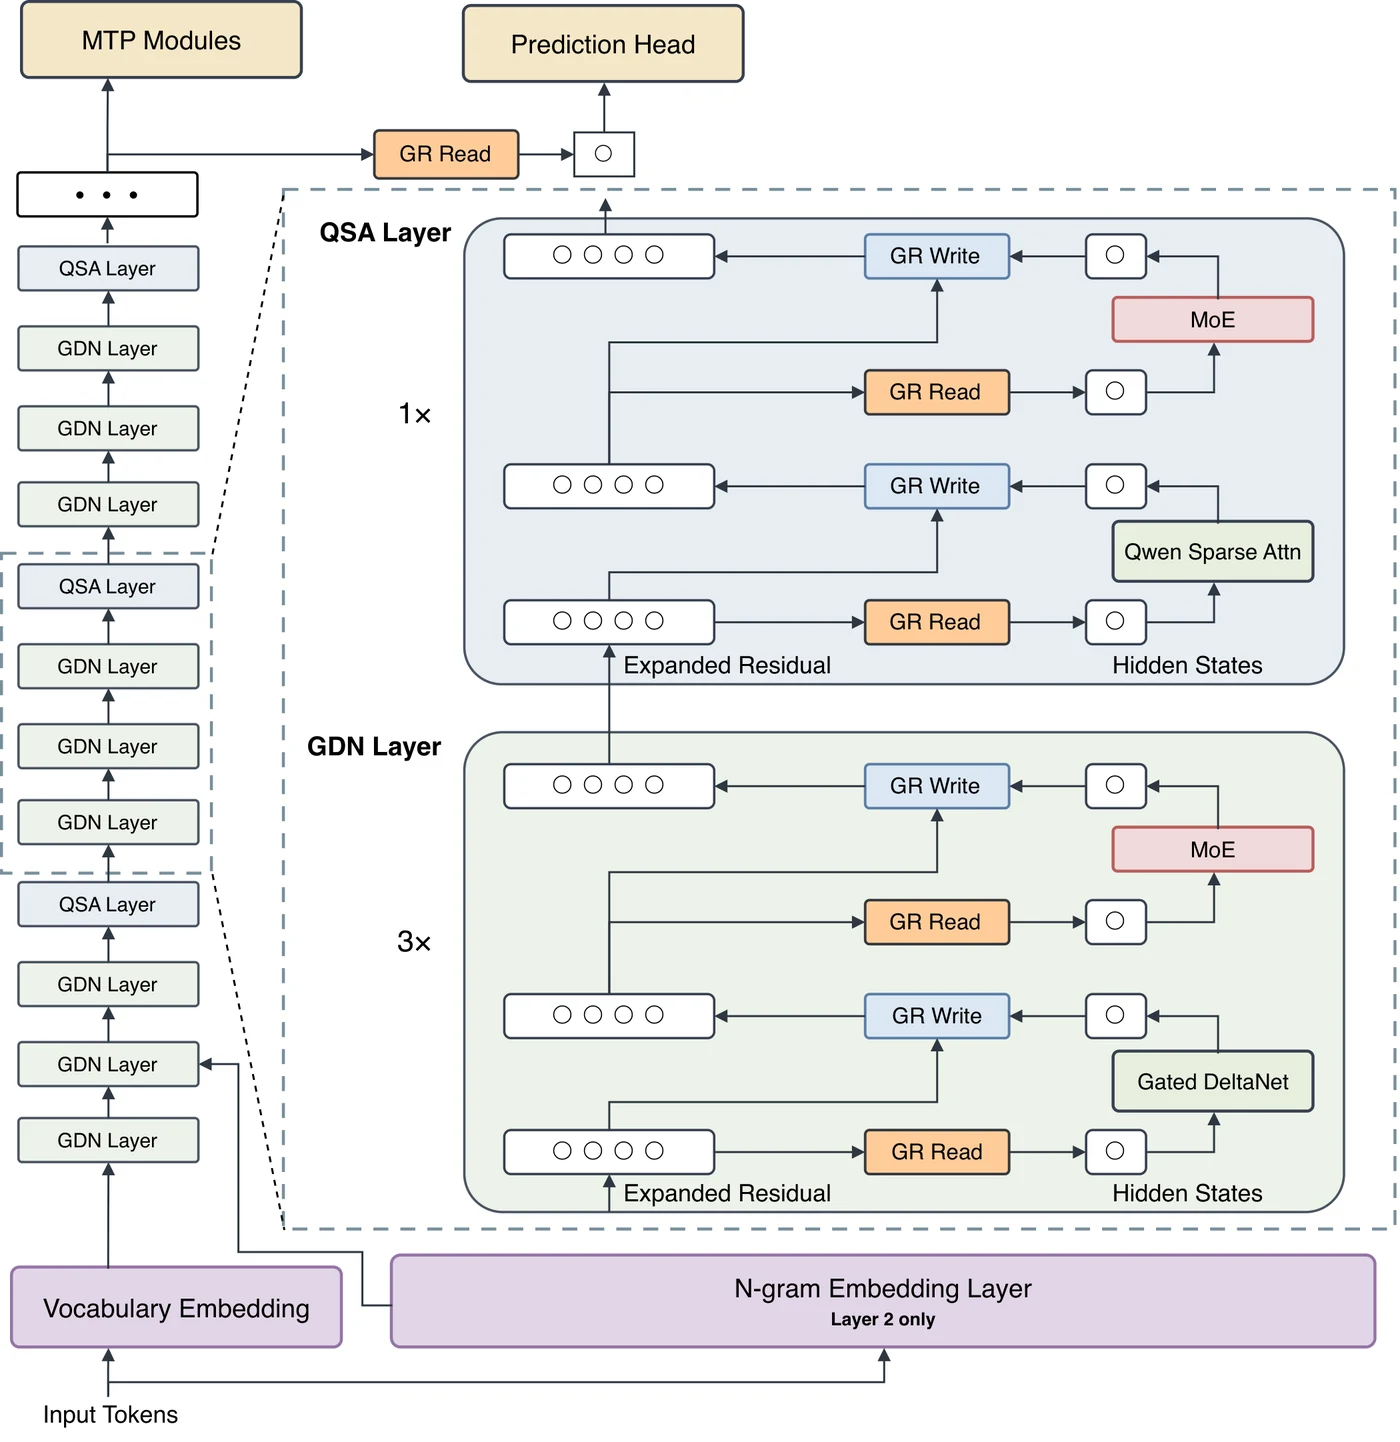 MTP Modules
Prediction Head
GR Read
• • •
QSA Layer
GDN Layer
GDN Layer
GDN Layer
QSA Layer
GDN Layer
GDN Layer
GDN Layer
QSA Layer
GDN Layer
GDN Layer
GDN Layer
QSA Layer
1×
GR Write
MoE
GR Read
GR Write
Qwen Sparse Attn
GR Read
Expanded Residual
Hidden States
GDN Layer
3×
GR Write
MoE
GR Read
GR Write
Gated DeltaNet
GR Read
Expanded Residual
Hidden States
Vocabulary Embedding
N-gram Embedding Layer
Layer 2 only
Input Tokens